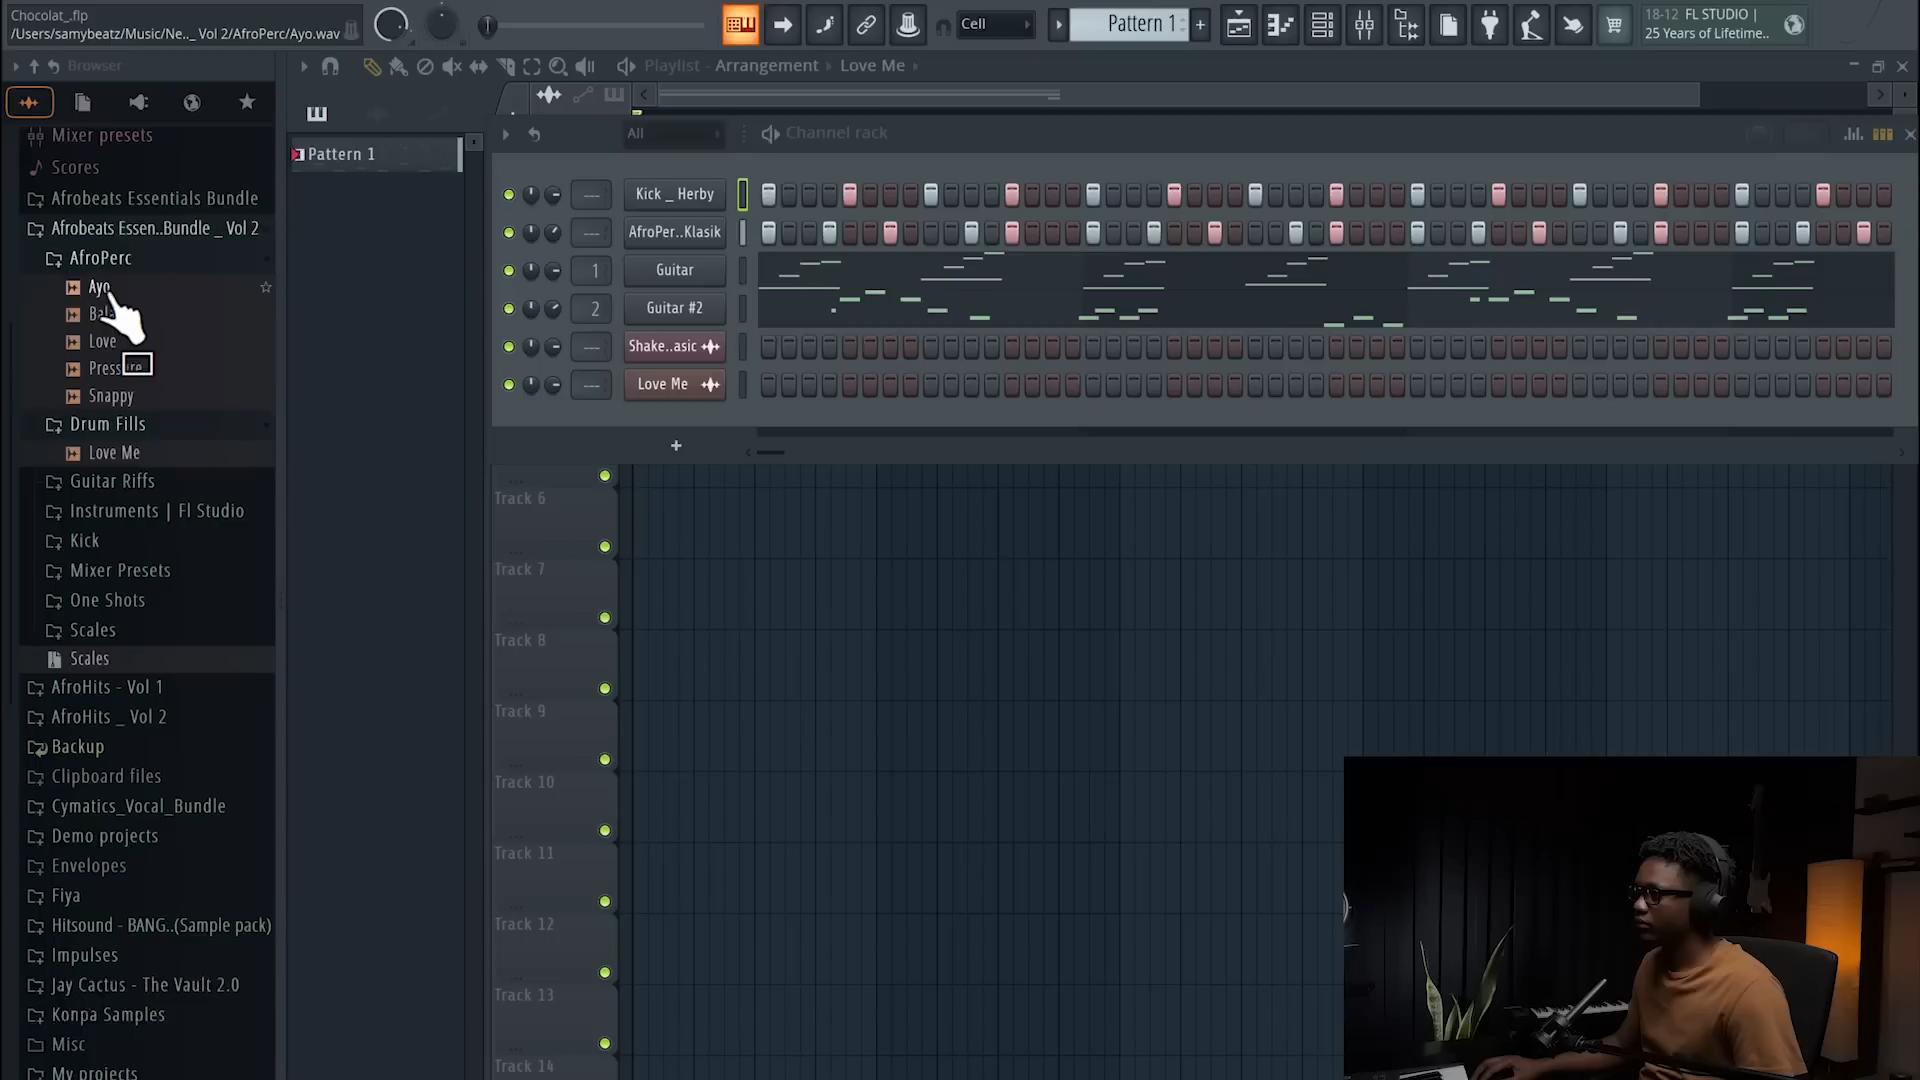 Chocolat_.flp
/Users/samybeatz/Music/Ne.._ Vol 2/AfroPerc/Ayo.wav
Cell
Pattern 1
18-12 FL STUDIO |
25 Years of Lifetime..
Browser
Playlist - Arrangement
Love Me
All
Channel rack
Pattern 1
Mixer presets
Scores
Afrobeats Essentials Bundle
Afrobeats Essen..Bundle _ Vol 2
AfroPerc
Ayo
Love
Press
Snappy
Drum Fills
Love Me
Guitar Riffs
Instruments | Fl Studio
Kick
Mixer Presets
One Shots
Scales
Scales
AfroHits - Vol 1
AfroHits _ Vol 2
Backup
Clipboard files
Cymatics_Vocal_Bundle
Demo projects
Envelopes
Fiya
Hitsound - BANG..(Sample pack)
Impulses
Jay Cactus - The Vault 2.0
Konpa Samples
Misc
My projects
--- Kick _ Herby
--- AfroPer..Klasik
1 Guitar
2 Guitar #2
--- Shake..asic
--- Love Me
Track 6
Track 7
Track 8
Track 9
Track 10
Track 11
Track 12
Track 13
Track 14